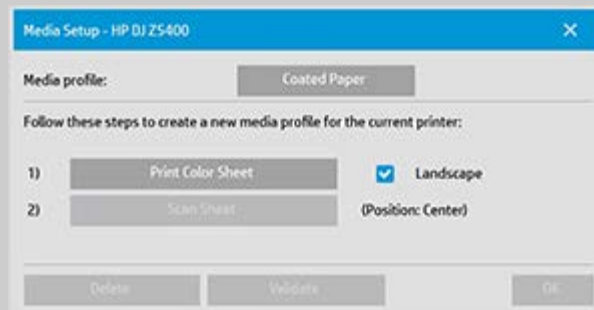 Media Setup - HP DJ Z5400
Media profile: Coated Paper
Follow these steps to create a new media profile for the current printer:
1) Print Color Sheet Landscape
2) Scan Sheet (Position: Center)
Delete Validate OK